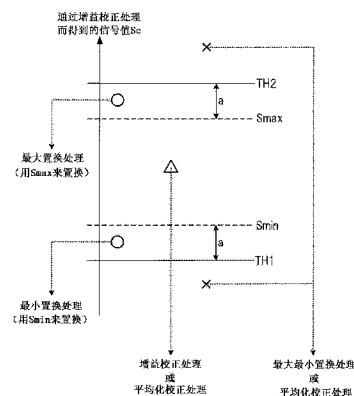 通过增益校正处理
而得到的信号值Sc
TH2
a
Smax
最大置换处理
(用Smax来置换)
Smin
a
TH1
最小置换处理
(用Smin来置换)
增益校正处理
或
平均化校正处理
最大最小置换处理
或
平均化校正处理